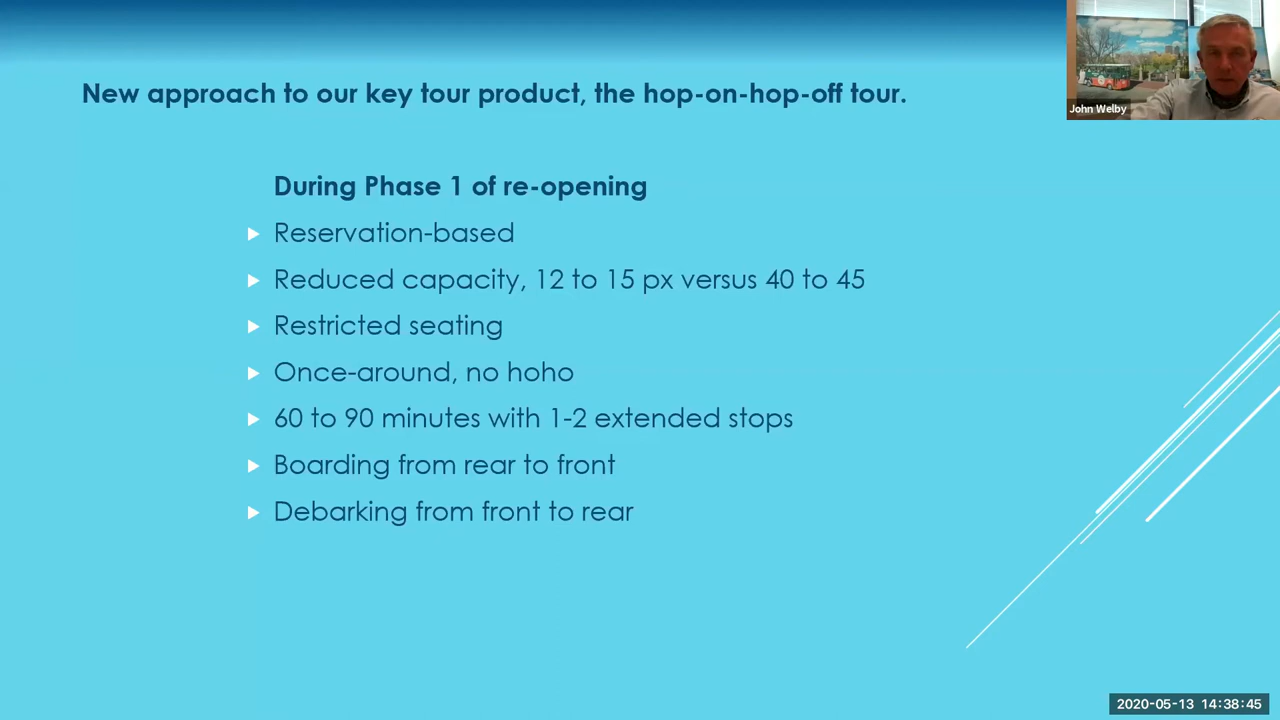 New approach to our key tour product, the hop-on-hop-off tour.
John Welby
During Phase 1 of re-opening
Reservation-based
Reduced capacity, 12 to 15 px versus 40 to 45
Restricted seating
Once-around, no hoho
60 to 90 minutes with 1-2 extended stops
Boarding from rear to front
Debarking from front to rear
2020-05-13 14:38:45